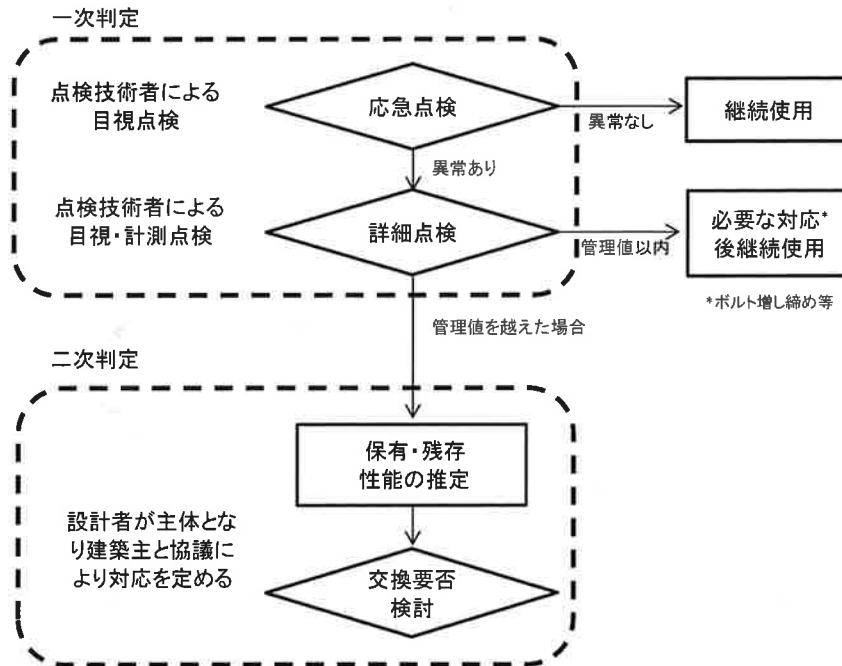 一次判定
点検技術者による
目視点検
応急点検
異常なし
継続使用
異常あり
点検技術者による
目視・計測点検
詳細点検
管理値以内
必要な対応*
後継続使用
*ボルト増し締め等
管理値を越えた場合
二次判定
保有・残存
性能の推定
設計者が主体とな
り建築主と協議に
より対応を定める
交換要否
検討